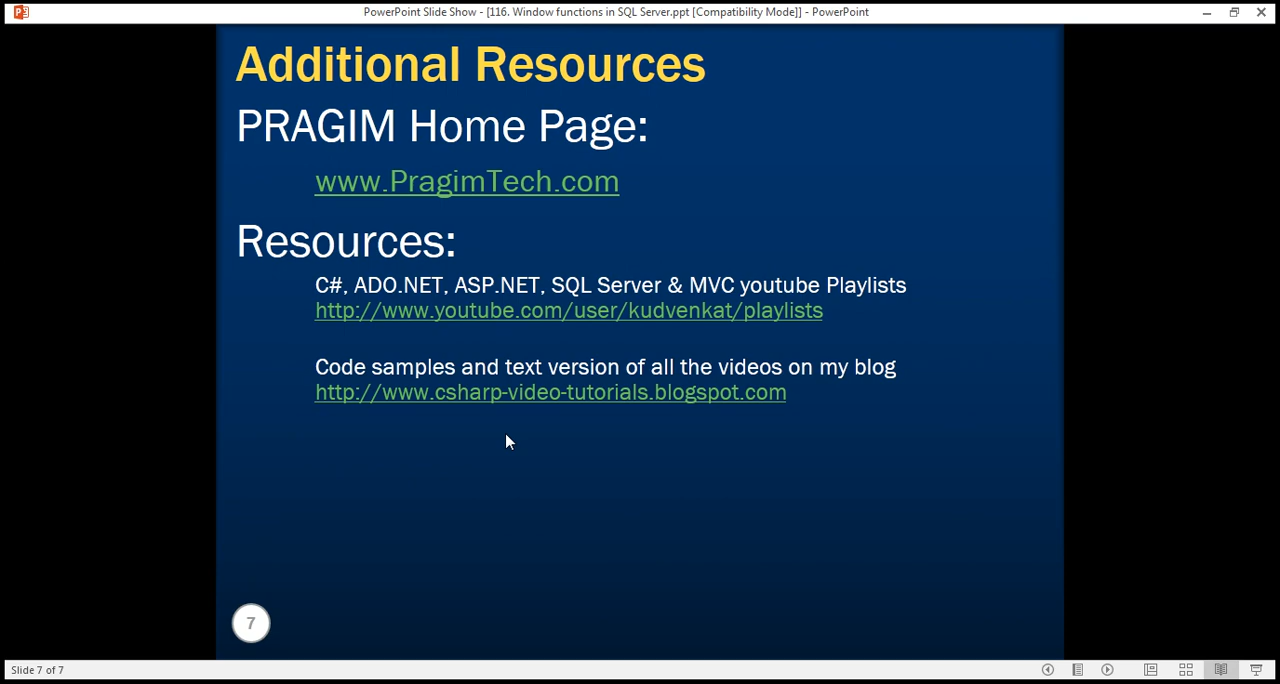 PowerPoint Slide Show - [116. Window functions in SQL Server.ppt [Compatibility Mode]] - PowerPoint
Additional Resources
PRAGIM Home Page:
www.PragimTech.com
Resources:
C#, ADO.NET, ASP.NET, SQL Server & MVC youtube Playlists
http://www.youtube.com/user/kudvenkat/playlists
Code samples and text version of all the videos on my blog
http://www.csharp-video-tutorials.blogspot.com
7
Slide 7 of 7